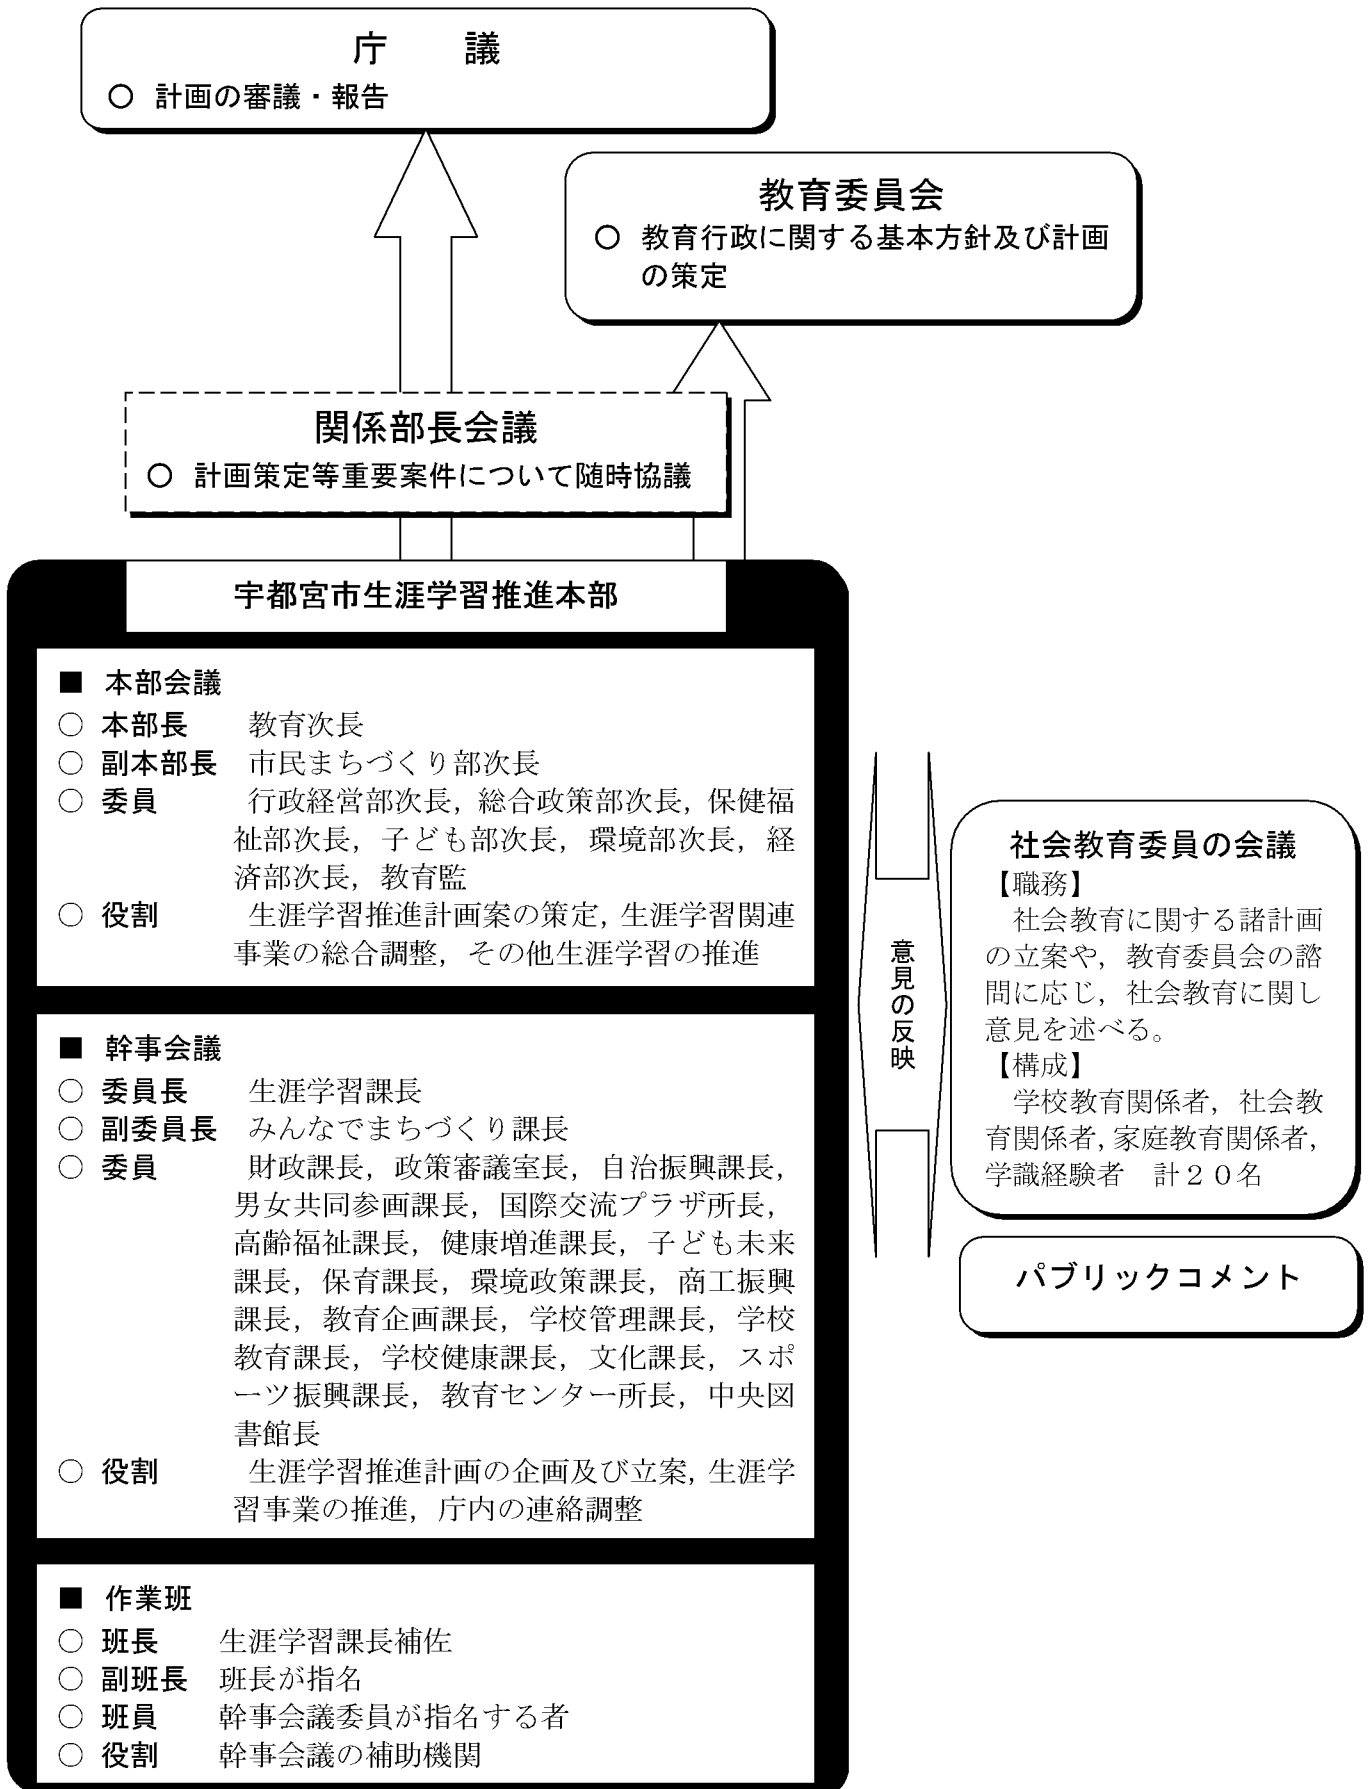 庁　　議
○ 計画の審議・報告
教育委員会
○ 教育行政に関する基本方針及び計画
の策定
関係部長会議
○ 計画策定等重要案件について随時協議
宇都宮市生涯学習推進本部
■ 本部会議
○ 本部長　教育次長
○ 副本部長　市民まちづくり部次長
○ 委員　行政経営部次長，総合政策部次長，保健福
祉部次長，子ども部次長，環境部次長，経
済部次長，教育監
○ 役割　生涯学習推進計画案の策定，生涯学習関連
事業の総合調整，その他生涯学習の推進
■ 幹事会議
○ 委員長　生涯学習課長
○ 副委員長　みんなでまちづくり課長
○ 委員　財政課長，政策審議室長，自治振興課長，
男女共同参画課長，国際交流プラザ所長，
高齢福祉課長，健康増進課長，子ども未来
課長，保育課長，環境政策課長，商工振興
課長，教育企画課長，学校管理課長，学校
教育課長，学校健康課長，文化課長，スポ
ーツ振興課長，教育センター所長，中央図
書館長
○ 役割　生涯学習推進計画の企画及び立案，生涯学
習事業の推進，庁内の連絡調整
■ 作業班
○ 班長　生涯学習課長補佐
○ 副班長　班長が指名
○ 班員　幹事会議委員が指名する者
○ 役割　幹事会議の補助機関
意見の反映
社会教育委員の会議
【職務】
社会教育に関する諸計画
の立案や，教育委員会の諮
問に応じ，社会教育に関し
意見を述べる。
【構成】
学校教育関係者，社会教
育関係者，家庭教育関係者，
学識経験者　計２０名
パブリックコメント